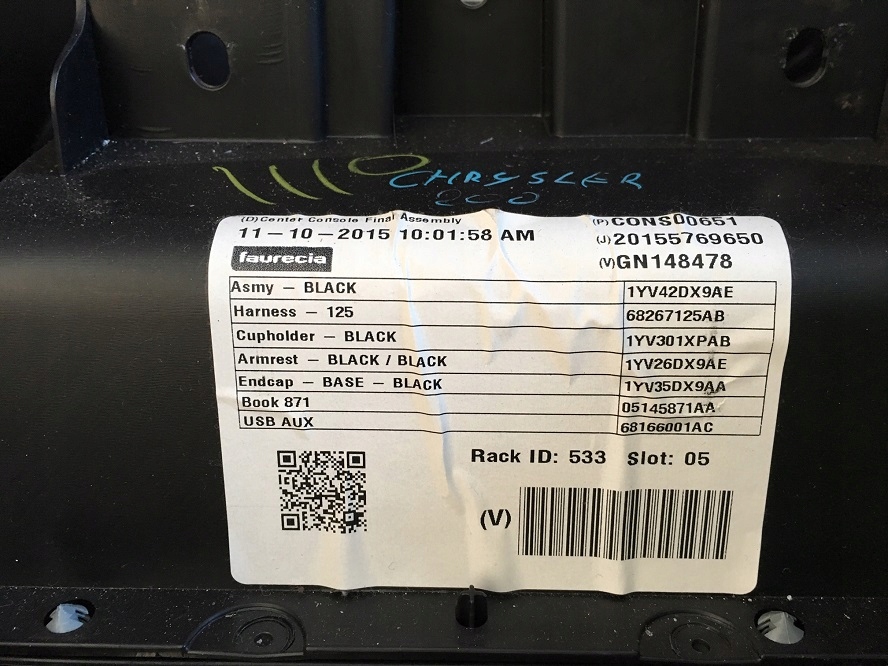 1110 CHRYSLER
200
(D)Center Console Final Assembly (P)CONS00651
11-10-2015 10:01:58 AM (J)20155769650
faurecia (V)GN148478
Asmy - BLACK 1YV42DX9AE
Harness - 125 68267125AB
Cupholder - BLACK 1YV301XPAB
Armrest - BLACK / BLACK 1YV26DX9AE
Endcap - BASE - BLACK 1YV35DX9AA
Book 871 05145871AA
USB AUX 68166001AC
Rack ID: 533 Slot: 05
(V)